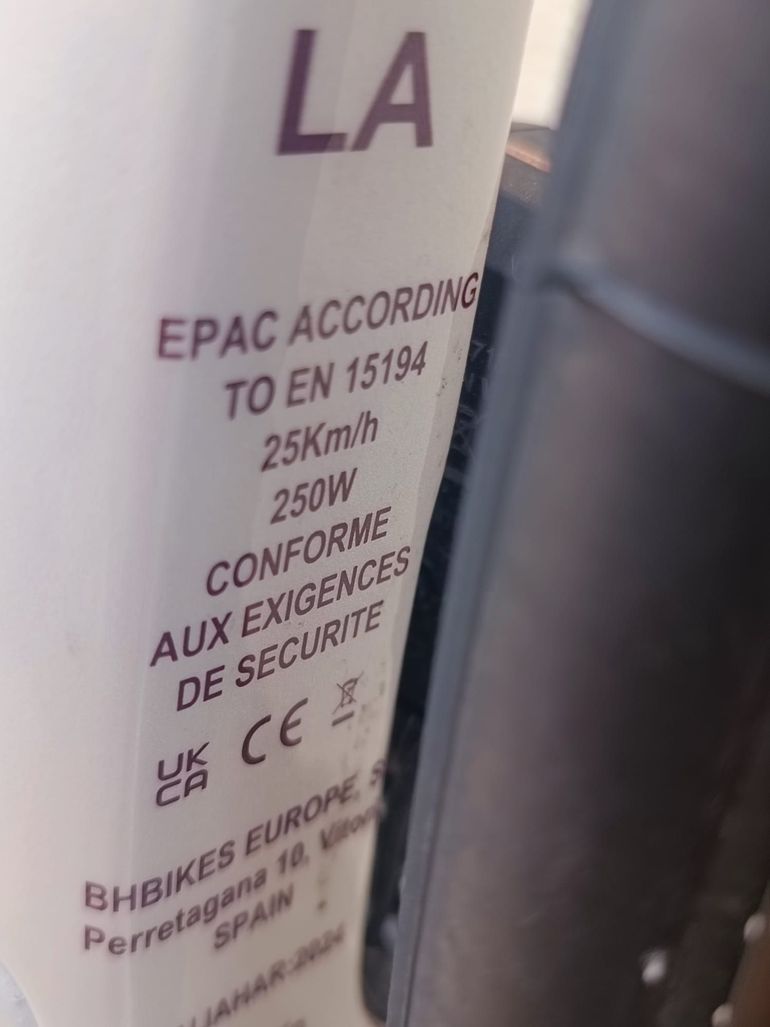 LA
EPAC ACCORDING
TO EN 15194
25Km/h
250W
CONFORME
AUX EXIGENCES
DE SECURITE
UK
CA CE
BHBIKES EUROPE,
Perretagana 10,
SPAIN